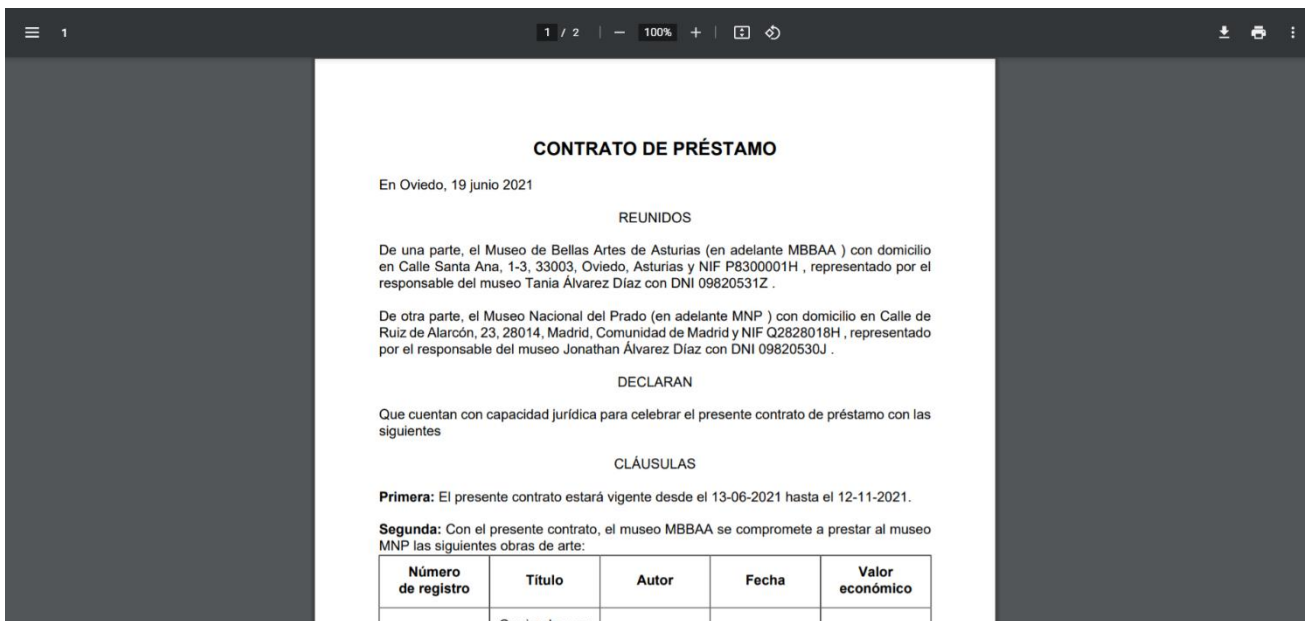 1 1 / 2 | — 100% + |
CONTRATO DE PRÉSTAMO
En Oviedo, 19 junio 2021
REUNIDOS
De una parte, el Museo de Bellas Artes de Asturias (en adelante MBBAA ) con domicilio
en Calle Santa Ana, 1-3, 33003, Oviedo, Asturias y NIF P8300001H , representado por el
responsable del museo Tania Álvarez Díaz con DNI 09820531Z .
De otra parte, el Museo Nacional del Prado (en adelante MNP ) con domicilio en Calle de
Ruiz de Alarcón, 23, 28014, Madrid, Comunidad de Madrid y NIF Q2828018H , representado
por el responsable del museo Jonathan Álvarez Díaz con DNI 09820530J .
DECLARAN
Que cuentan con capacidad jurídica para celebrar el presente contrato de préstamo con las
siguientes
CLÁUSULAS
Primera: El presente contrato estará vigente desde el 13-06-2021 hasta el 12-11-2021.
Segunda: Con el presente contrato, el museo MBBAA se compromete a prestar al museo
MNP las siguientes obras de arte:
Número de registro Título Autor Fecha Valor económico